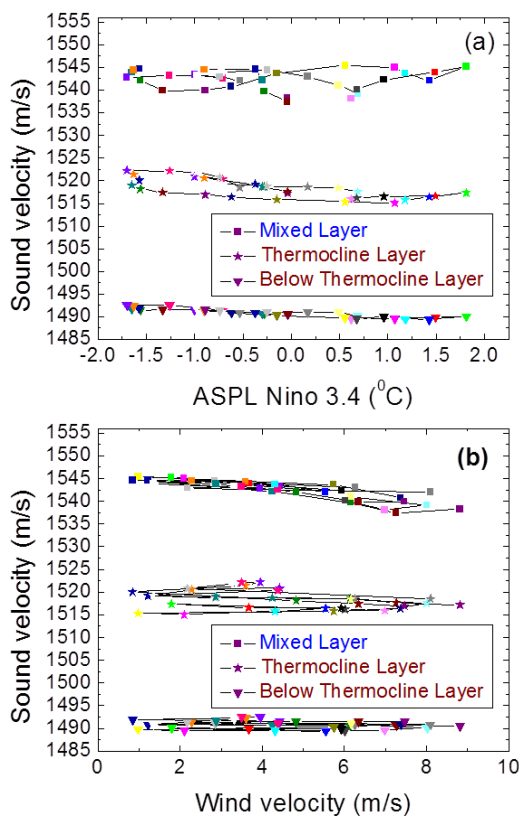 (a)
Sound velocity (m/s)
1555
1550
1545
1540
1535
1530
1525
1520
1515
1510
1505
1500
1495
1490
1485
Mixed Layer
Thermocline Layer
Below Thermocline Layer
-2.0 -1.5 -1.0 -0.5 0.0 0.5 1.0 1.5 2.0
ASPL Nino 3.4 (⁰C)
(b)
Sound velocity (m/s)
1555
1550
1545
1540
1535
1530
1525
1520
1515
1510
1505
1500
1495
1490
1485
Mixed Layer
Thermocline Layer
Below Thermocline Layer
0 2 4 6 8 10
Wind velocity (m/s)